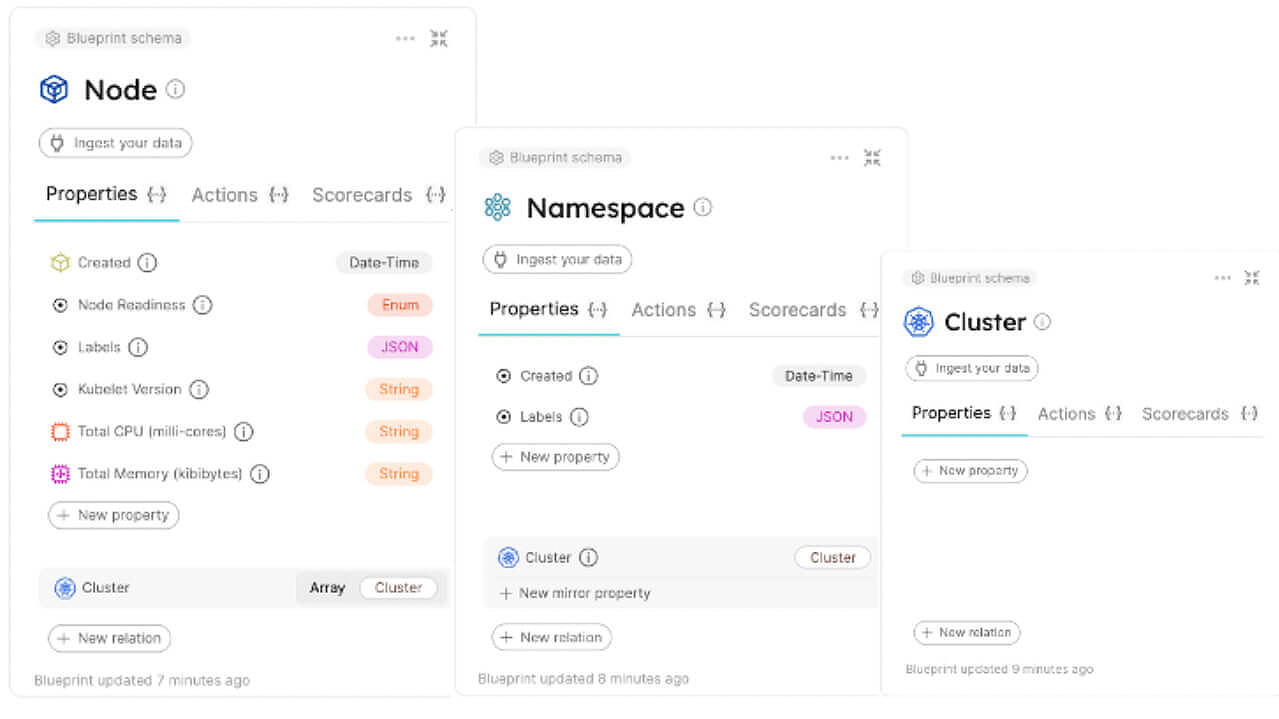 Blueprint schema
Node
Ingest your data
Properties {··} Actions {··} Scorecards {··}
Created Date-Time
Node Readiness Enum
Labels JSON
Kubelet Version String
Total CPU (milli-cores) String
Total Memory (kibibytes) String
+ New property
Cluster Array Cluster
+ New relation
Blueprint updated 7 minutes ago
Blueprint schema
Namespace
Ingest your data
Properties {··} Actions {··} Scorecards {··}
Created Date-Time
Labels JSON
+ New property
Cluster Cluster
+ New mirror property
+ New relation
Blueprint updated 8 minutes ago
Blueprint schema
Cluster
Ingest your data
Properties {··} Actions {··} Scorecards {··}
+ New property
+ New relation
Blueprint updated 9 minutes ago